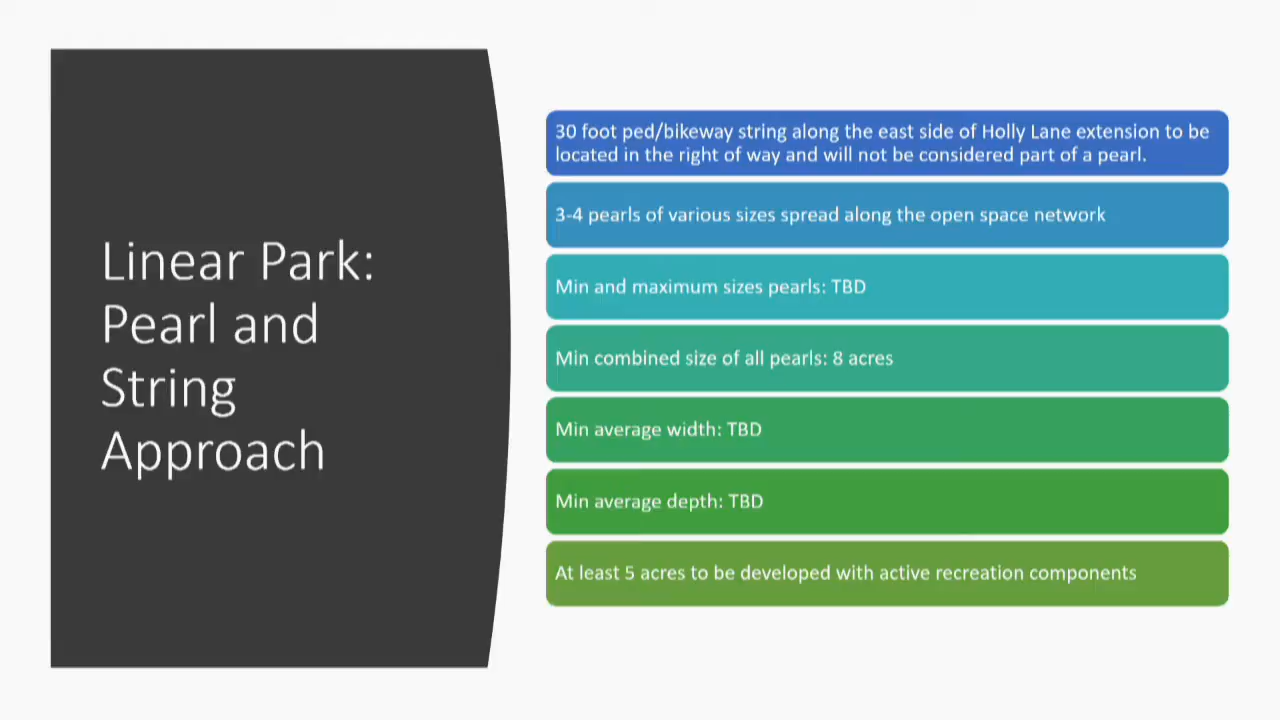 Linear Park:
Pearl and
String
Approach
30 foot ped/bikeway string along the east side of Holly Lane extension to be
located in the right of way and will not be considered part of a pearl.
3-4 pearls of various sizes spread along the open space network
Min and maximum sizes pearls: TBD
Min combined size of all pearls: 8 acres
Min average width: TBD
Min average depth: TBD
At least 5 acres to be developed with active recreation components